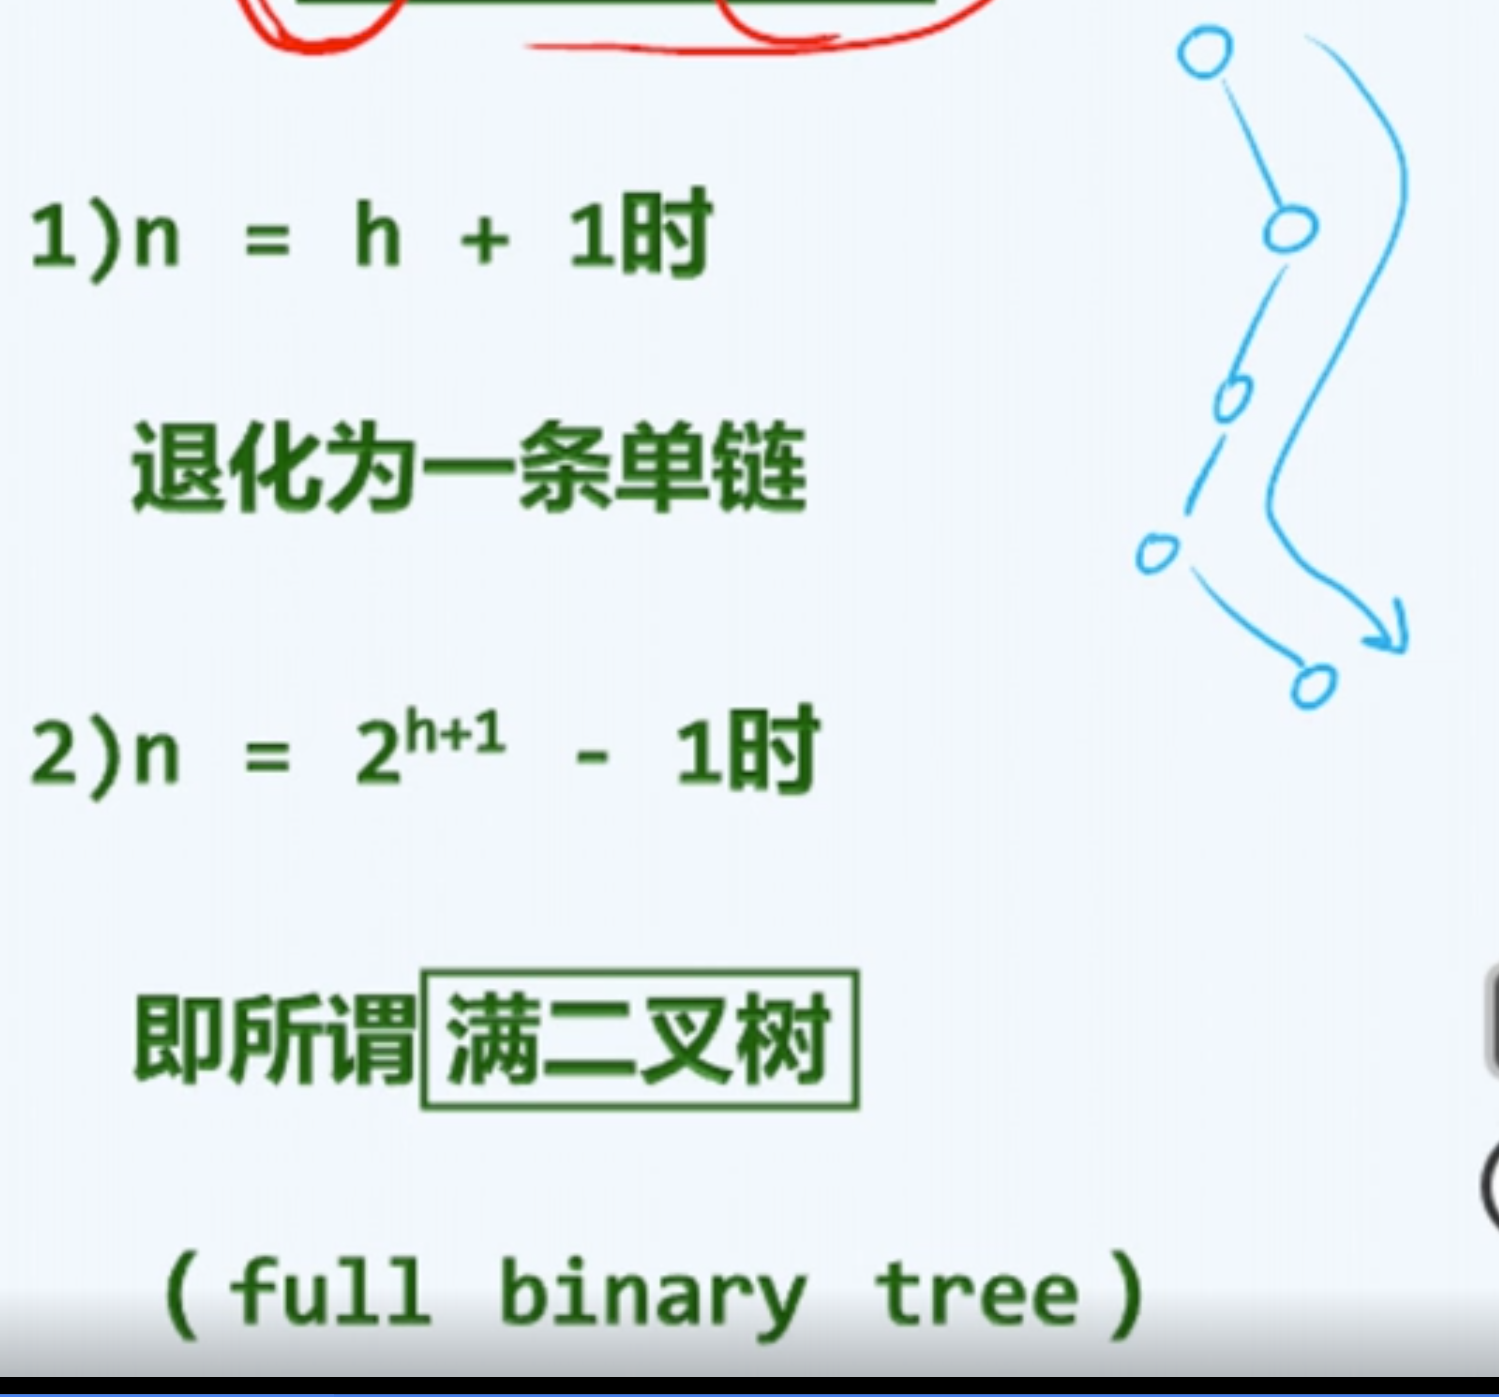 1)n = h + 1时
退化为一条单链
2)n = 2^{h+1} - 1时
即所谓满二叉树
(full binary tree)